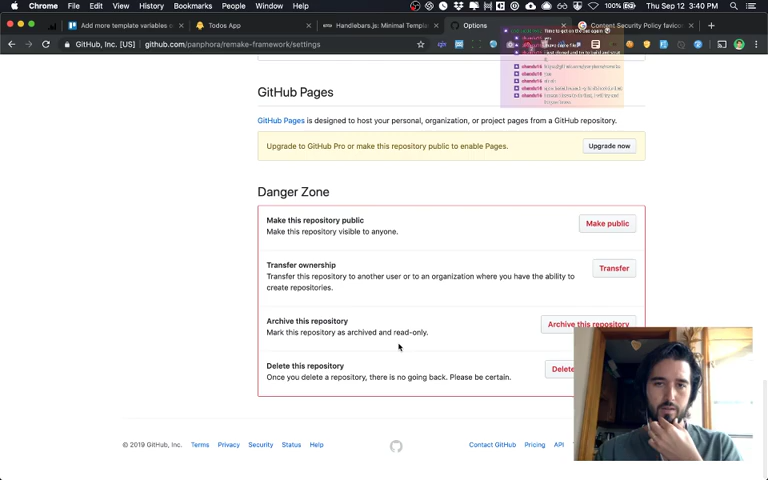 Chrome File Edit View History Bookmarks People Window Help 100% Thu Sep 12 3:40 PM
Add more template variables Todos App Handlebars.js: Minimal Templ Options Content Security Policy favicon
GitHub, Inc. [US] github.com/panphora/remake-framework/settings
GitHub Pages
GitHub Pages is designed to host your personal, organization, or project pages from a GitHub repository.
Upgrade to GitHub Pro or make this repository public to enable Pages. Upgrade now
Danger Zone
Make this repository public
Make this repository visible to anyone.
Make public
Transfer ownership
Transfer this repository to another user or to an organization where you have the ability to
create repositories.
Transfer
Archive this repository
Mark this repository as archived and read-only.
Archive this repository
Delete this repository
Once you delete a repository, there is no going back. Please be certain.
Delete
© 2019 GitHub, Inc. Terms Privacy Security Status Help Contact GitHub Pricing API